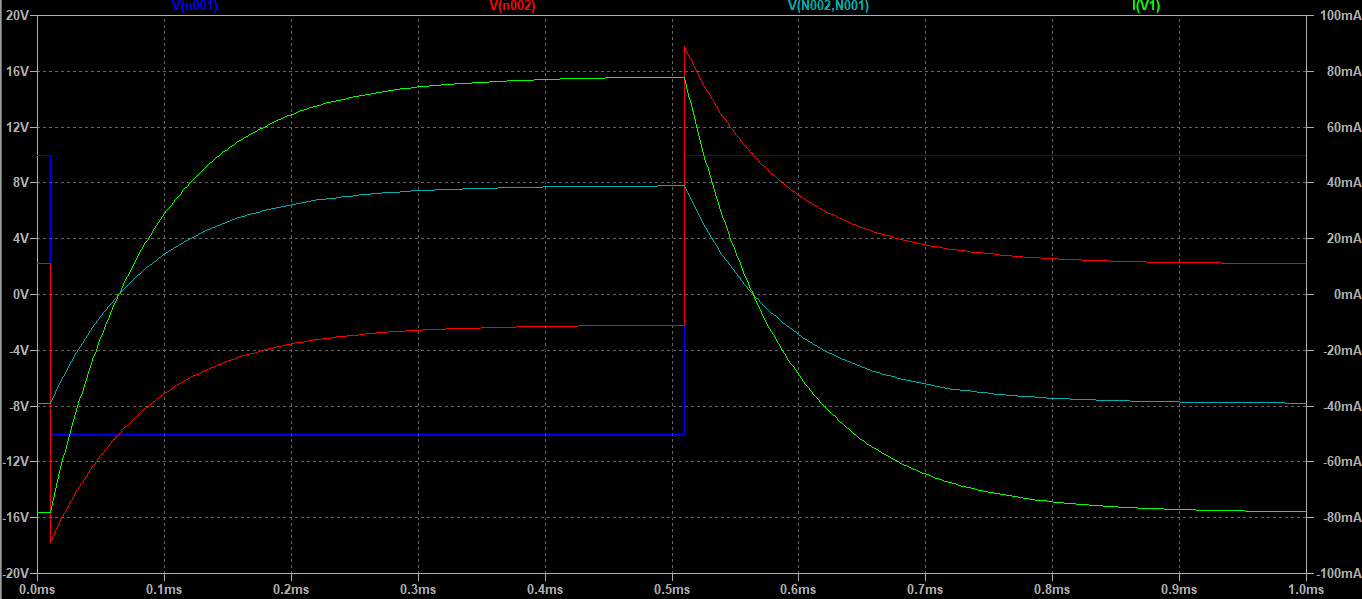 V(n001) V(n002) V(N002,N001) I(V1)
20V 100mA
16V 80mA
12V 60mA
8V 40mA
4V 20mA
0V 0mA
-4V -20mA
-8V -40mA
-12V -60mA
-16V -80mA
-20V -100mA
0.0ms 0.1ms 0.2ms 0.3ms 0.4ms 0.5ms 0.6ms 0.7ms 0.8ms 0.9ms 1.0ms